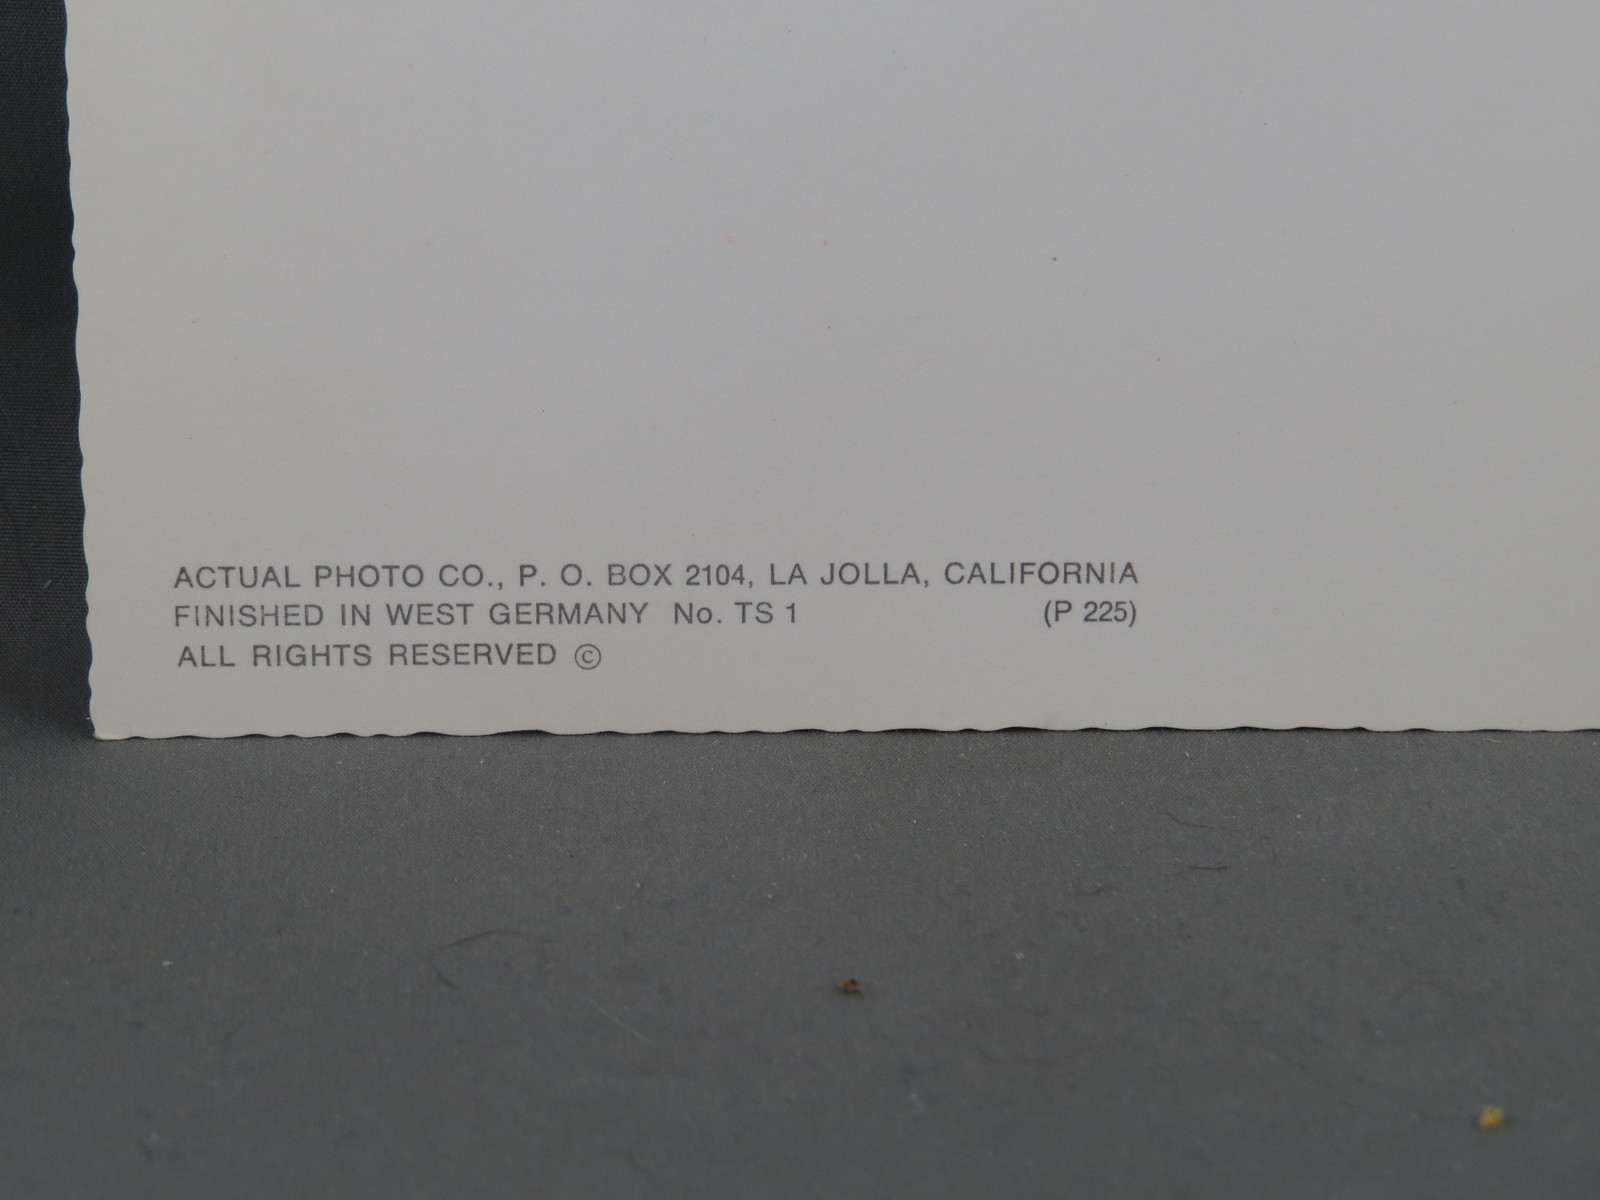 ACTUAL PHOTO CO., P. O. BOX 2104, LA JOLLA, CALIFORNIA
FINISHED IN WEST GERMANY No. TS 1 (P 225)
ALL RIGHTS RESERVED ©